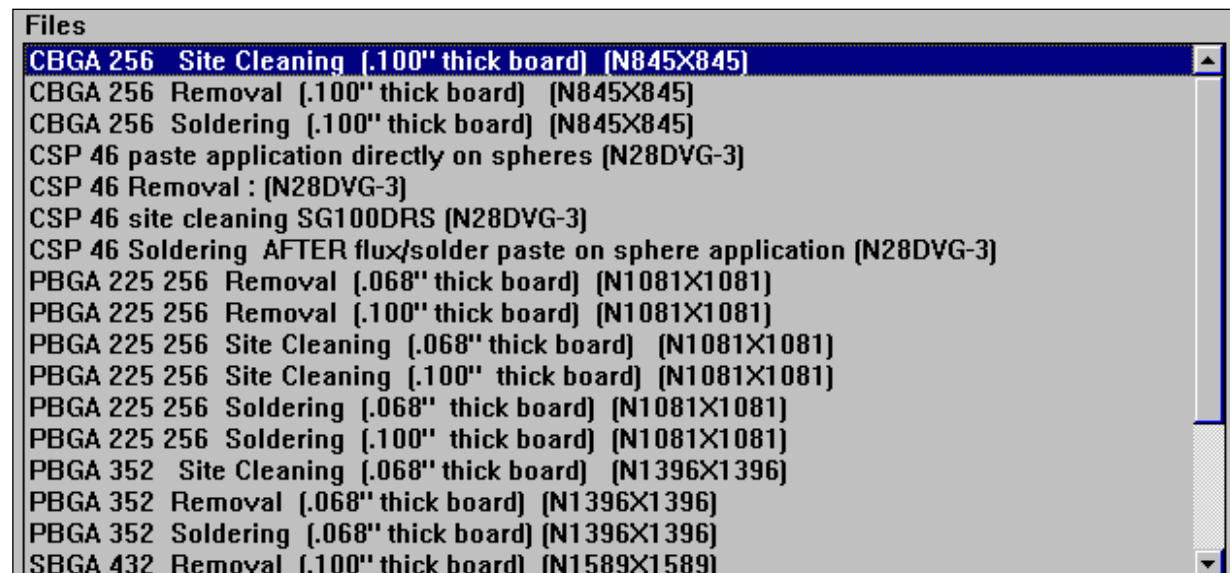 Files
CBGA 256   Site Cleaning  (.100" thick board)  (N845X845)
CBGA 256  Removal  (.100" thick board)   (N845X845)
CBGA 256  Soldering  (.100" thick board)  (N845X845)
CSP 46 paste application directly on spheres (N28DVG-3)
CSP 46 Removal : (N28DVG-3)
CSP 46 site cleaning SG100DRS (N28DVG-3)
CSP 46 Soldering  AFTER flux/solder paste on sphere application (N28DVG-3)
PBGA 225 256  Removal  (.068" thick board)  (N1081X1081)
PBGA 225 256  Removal  (.100" thick board)  (N1081X1081)
PBGA 225 256  Site Cleaning  (.068" thick board)   (N1081X1081)
PBGA 225 256  Site Cleaning  (.100"  thick board)  (N1081X1081)
PBGA 225 256  Soldering  (.068"  thick board)  (N1081X1081)
PBGA 225 256  Soldering  (.100"  thick board)  (N1081X1081)
PBGA 352   Site Cleaning  (.068" thick board)   (N1396X1396)
PBGA 352  Removal  (.068" thick board)  (N1396X1396)
PBGA 352  Soldering  (.068" thick board) (N1396X1396)
SBGA 432  Removal  (.100" thick board)  (N1589X1589)